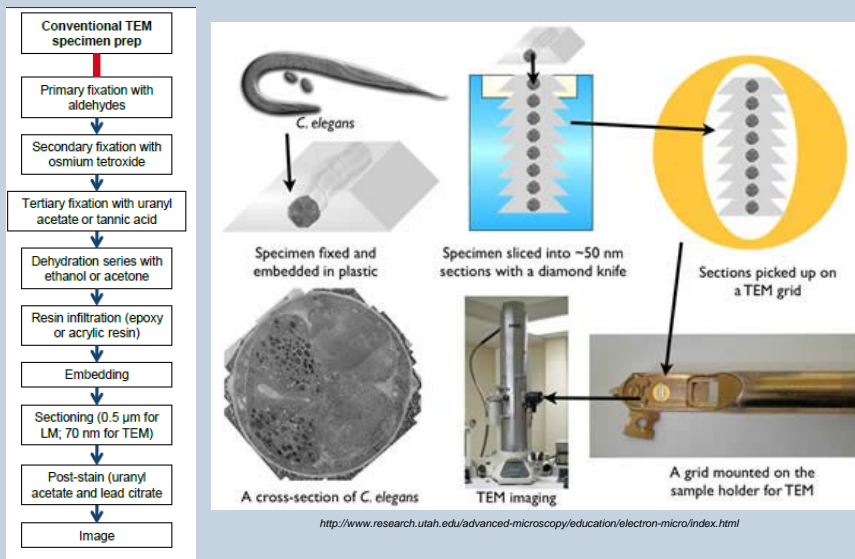 Conventional TEM
specimen prep
Primary fixation with
aldehydes
Secondary fixation with
osmium tetroxide
Tertiary fixation with uranyl
acetate or tannic acid
Dehydration series with
ethanol or acetone
Resin infiltration (epoxy
or acrylic resin)
Embedding
Sectioning (0.5 µm for
LM; 70 nm for TEM)
Post-stain (uranyl
acetate and lead citrate
Image
C. elegans
Specimen fixed and
embedded in plastic
Specimen sliced into ~50 nm
sections with a diamond knife
Sections picked up on
a TEM grid
A cross-section of C. elegans
TEM imaging
A grid mounted on the
sample holder for TEM
http://www.research.utah.edu/advanced-microscopy/education/electron-micro/index.html